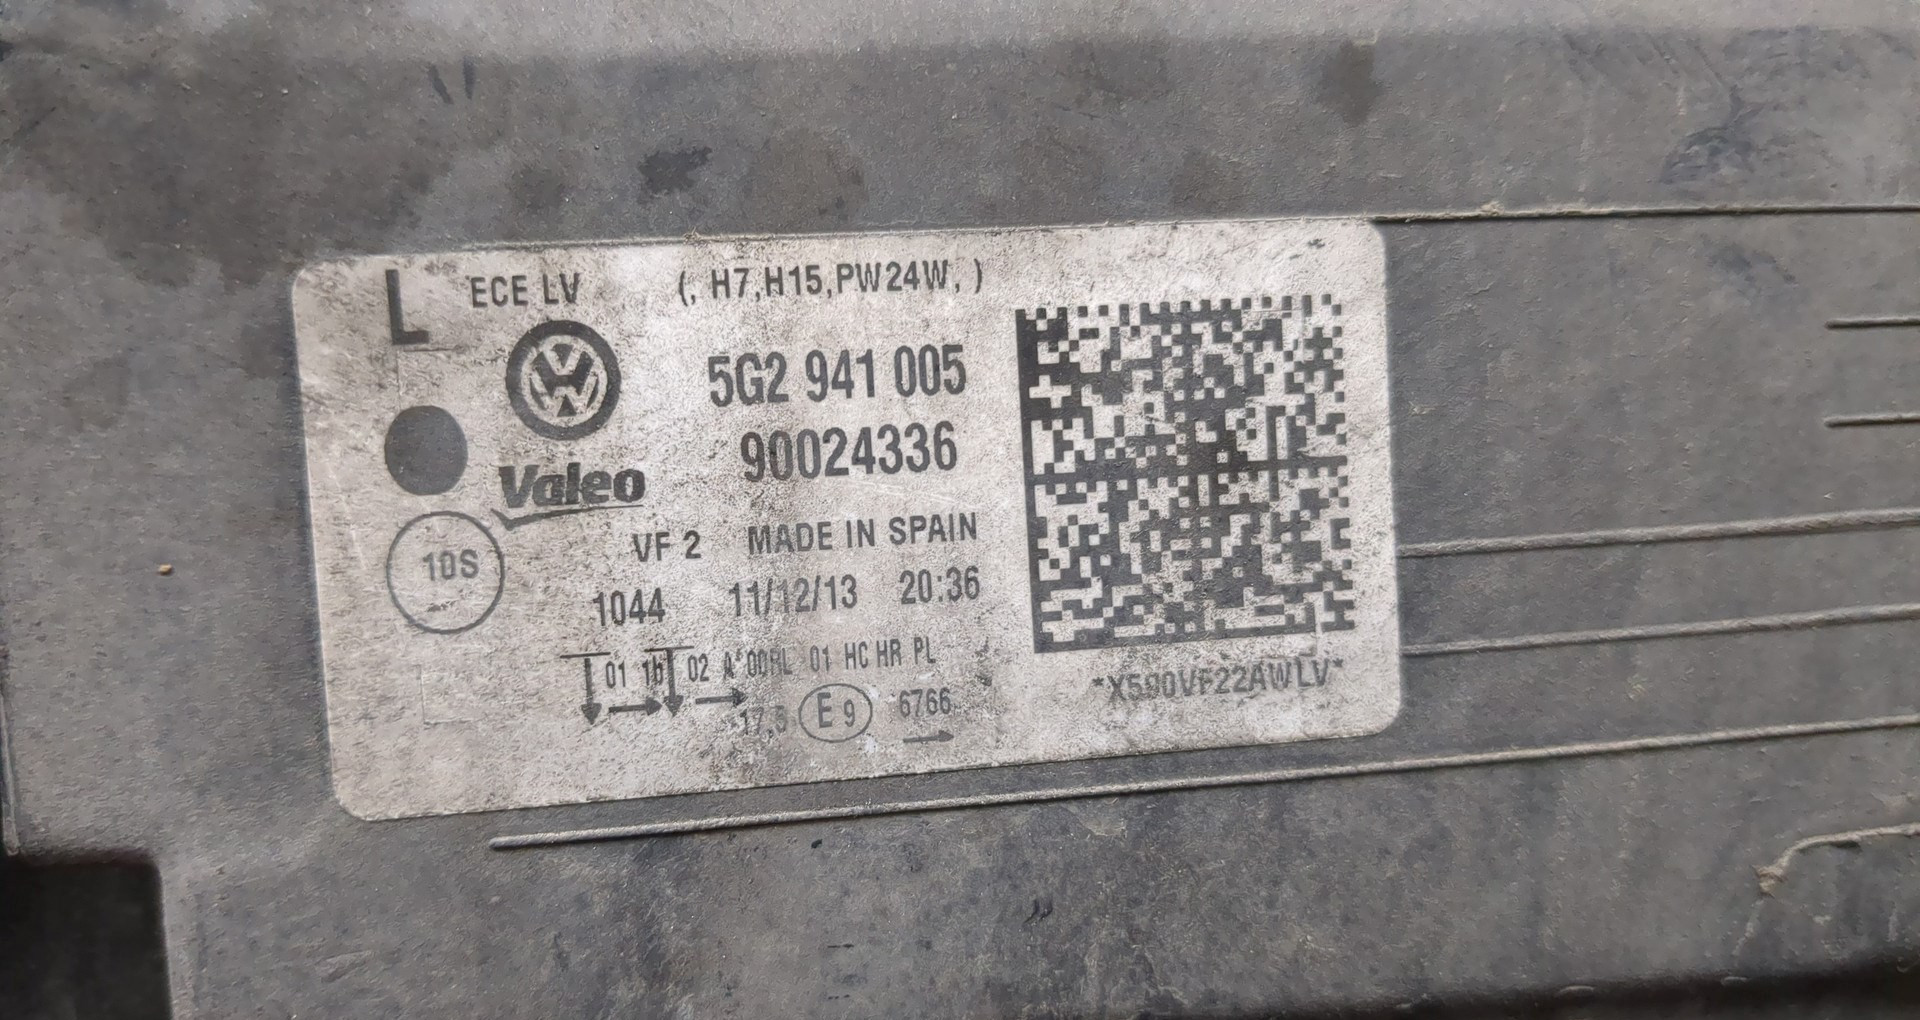 L ECE LV (, H7,H15,PW24W, )
5G2 941 005
90024336
Valeo
VF 2 MADE IN SPAIN
10S
1044 11/12/13 20:36
01 1b 02 A 00RL 01 HC HR PL
17,5 E9 6766
*X590VF22AWLV*